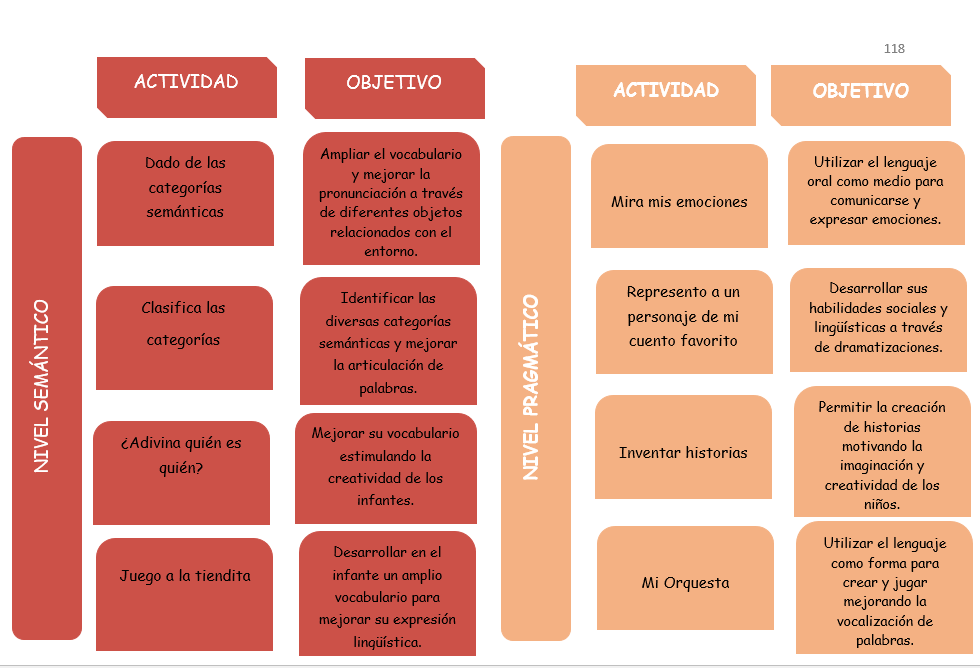 118
ACTIVIDAD
OBJETIVO
NIVEL SEMÁNTICO
Dado de las
categorías
semánticas
Ampliar el vocabulario
y mejorar la
pronunciación a través
de diferentes objetos
relacionados con el
entorno.
Clasifica las
categorías
Identificar las
diversas categorías
semánticas y mejorar
la articulación de
palabras.
¿Adivina quién es
quién?
Mejorar su vocabulario
estimulando la
creatividad de los
infantes.
Juego a la tiendita
Desarrollar en el
infante un amplio
vocabulario para
mejorar su expresión
lingüística.
ACTIVIDAD
OBJETIVO
NIVEL PRAGMÁTICO
Mira mis emociones
Utilizar el lenguaje
oral como medio para
comunicarse y
expresar emociones.
Represento a un
personaje de mi
cuento favorito
Desarrollar sus
habilidades sociales y
lingüísticas a través
de dramatizaciones.
Inventar historias
Permitir la creación
de historias
motivando la
imaginación y
creatividad de los
niños.
Mi Orquesta
Utilizar el lenguaje
como forma para
crear y jugar
mejorando la
vocalización de
palabras.